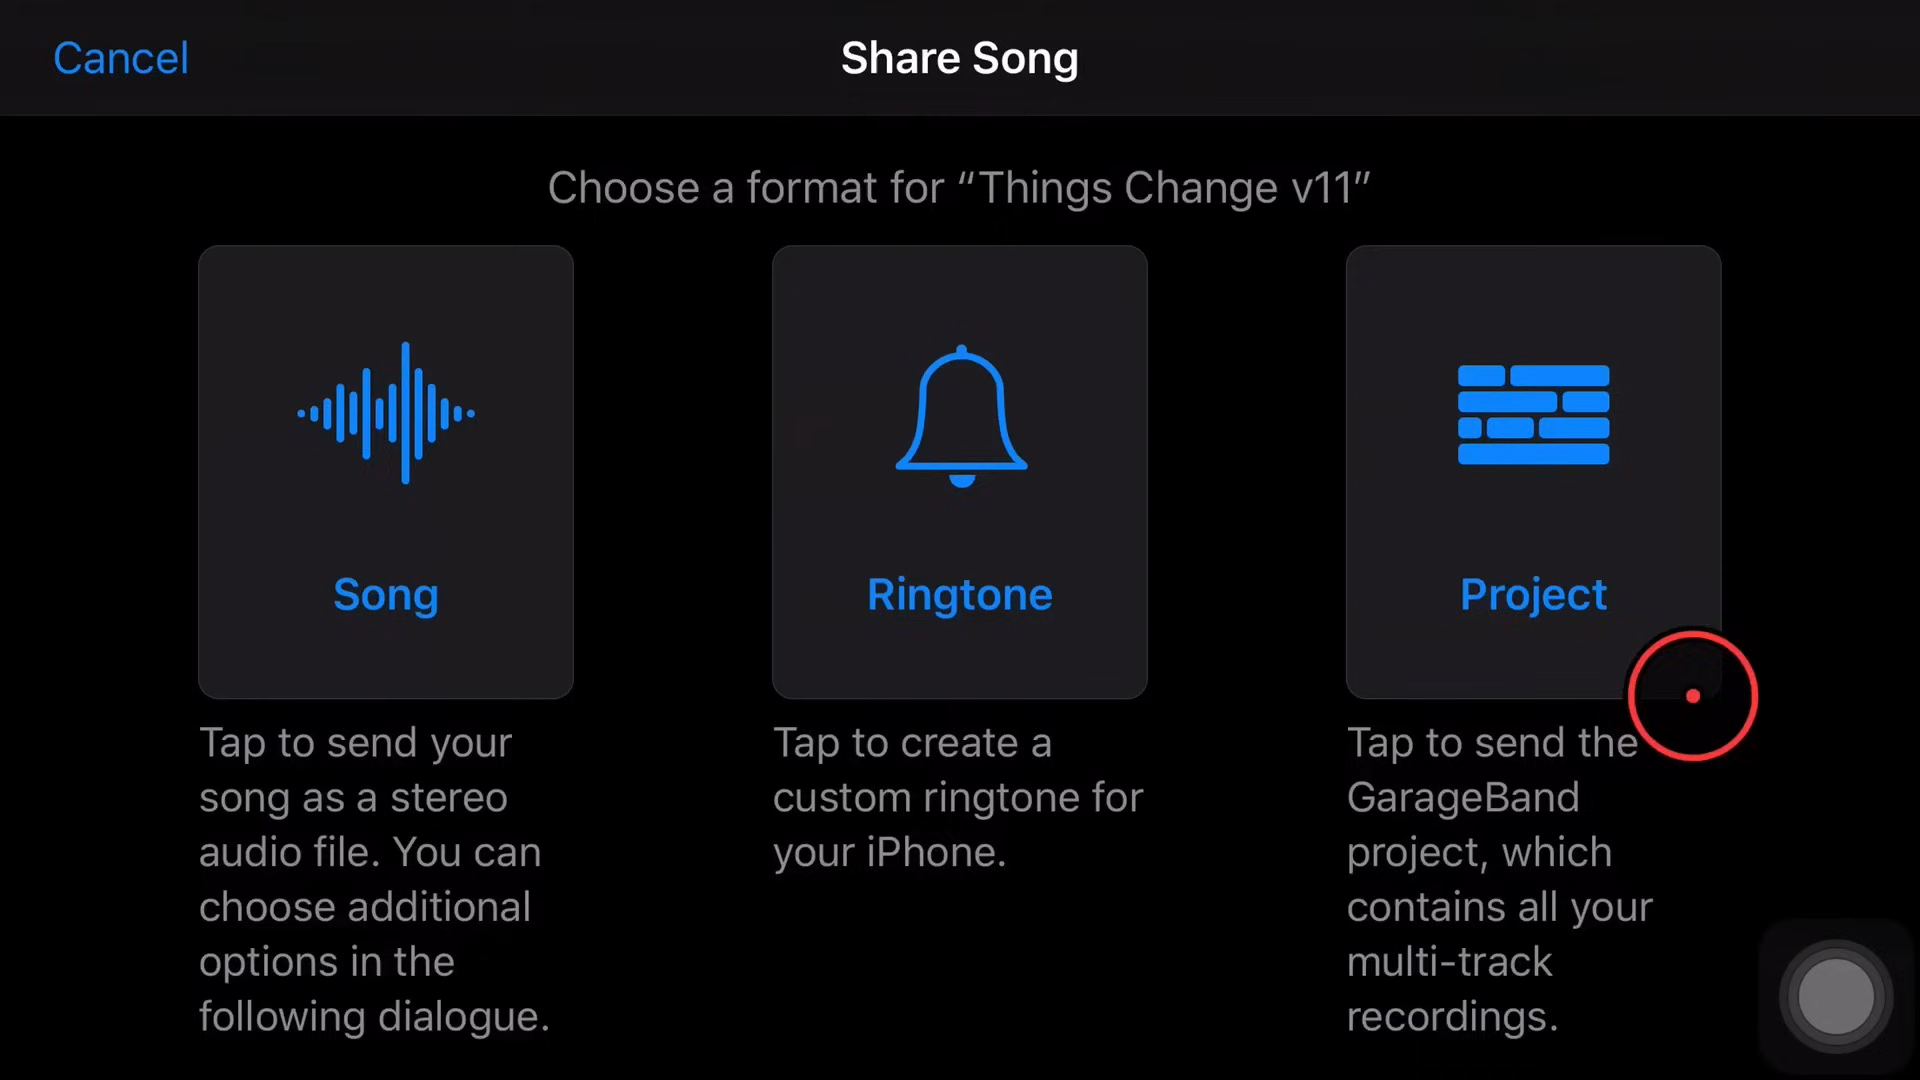 Cancel
Share Song
Choose a format for “Things Change v11”
Song
Tap to send your
song as a stereo
audio file. You can
choose additional
options in the
following dialogue.
Ringtone
Tap to create a
custom ringtone for
your iPhone.
Project
Tap to send the
GarageBand
project, which
contains all your
multi-track
recordings.